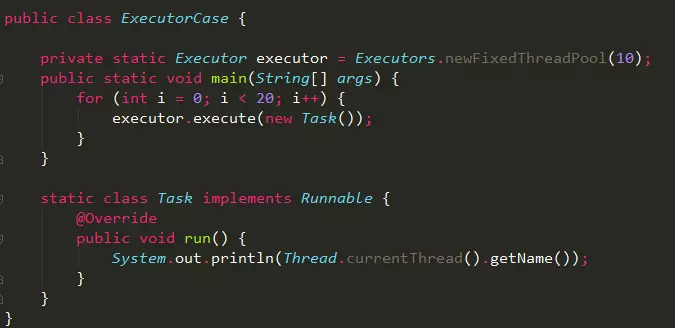 public class ExecutorCase {
private static Executor executor = Executors.newFixedThreadPool(10);
public static void main(String[] args) {
for (int i = 0; i < 20; i++) {
executor.execute(new Task());
}
}
static class Task implements Runnable {
@Override
public void run() {
System.out.println(Thread.currentThread().getName());
}
}
}